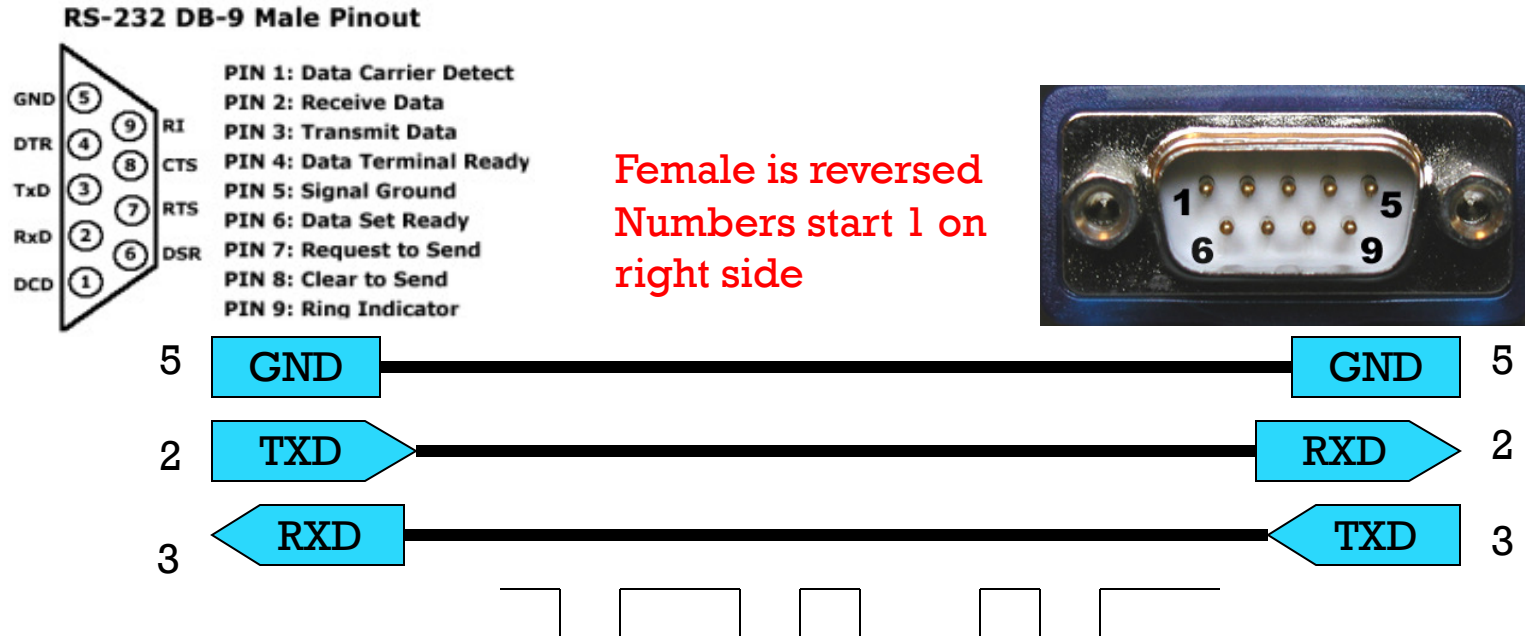 RS-232 DB-9 Male Pinout
GND 5
9 RI
DTR 4
8 CTS
TxD 3
7 RTS
RxD 2
6 DSR
DCD 1
PIN 1: Data Carrier Detect
PIN 2: Receive Data
PIN 3: Transmit Data
PIN 4: Data Terminal Ready
PIN 5: Signal Ground
PIN 6: Data Set Ready
PIN 7: Request to Send
PIN 8: Clear to Send
PIN 9: Ring Indicator
Female is reversed
Numbers start 1 on
right side
1 5
6 9
5 GND GND 5
2 TXD RXD 2
3 RXD TXD 3